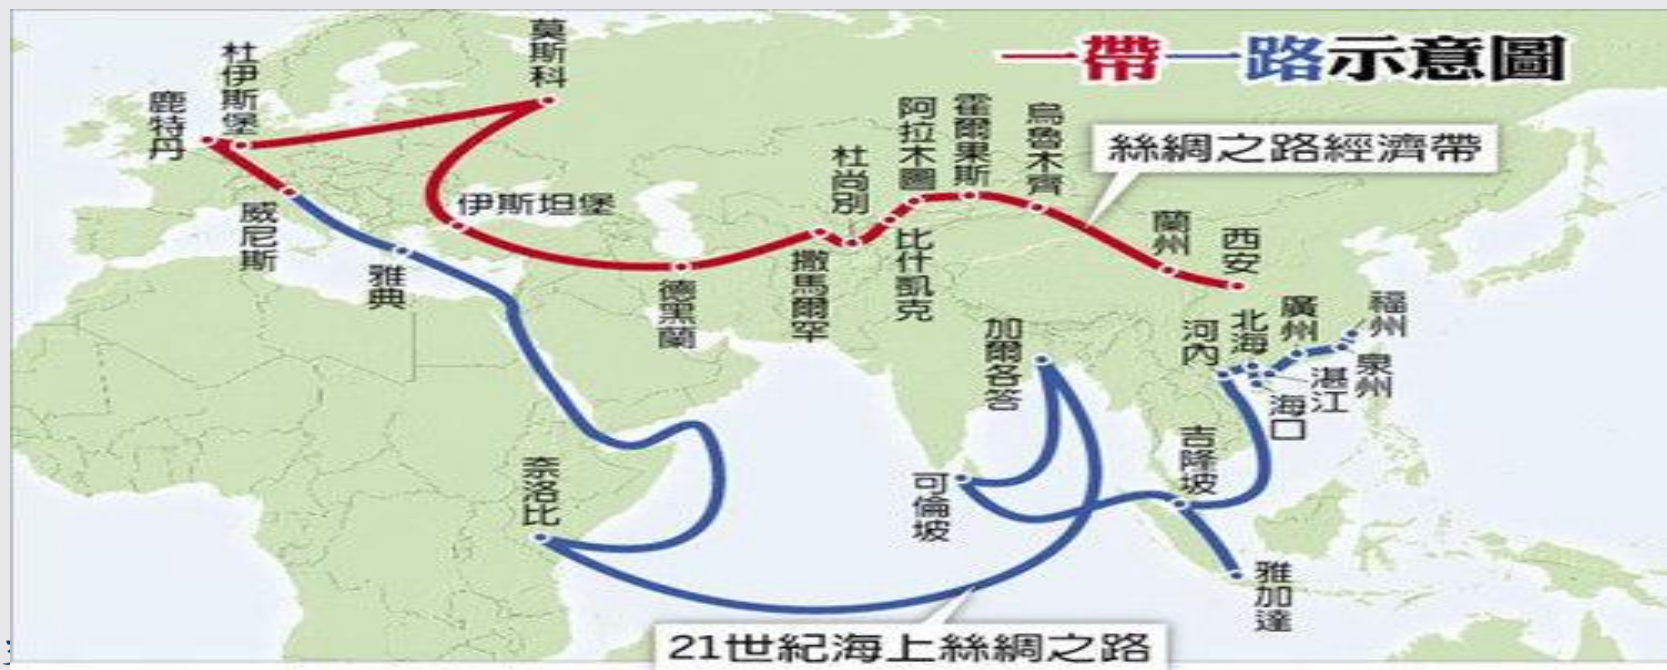 一帶一路示意圖
莫斯科
杜伊斯堡
鹿特丹
威尼斯
雅典
伊斯坦堡
德黑蘭
撒馬爾罕
杜尚別
比什凱克
阿拉木圖
霍爾果斯
烏魯木齊
絲綢之路經濟帶
蘭州
西安
福州
泉州
廣州
湛江
北海
海口
河內
吉隆坡
雅加達
加爾各答
可倫坡
奈洛比
21世紀海上絲綢之路